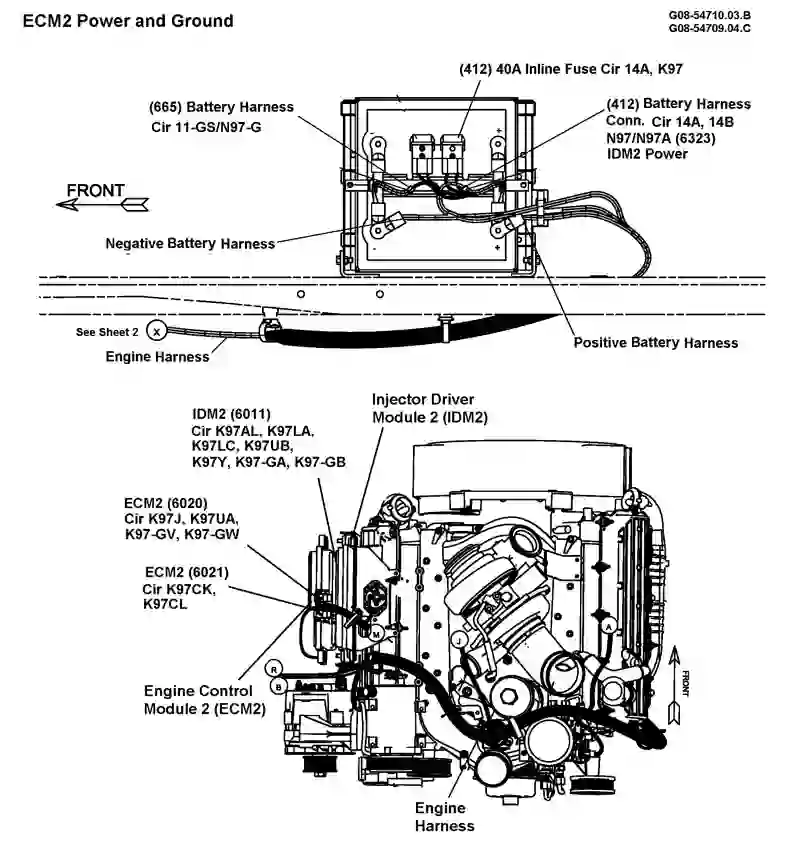 ECM2 Power and Ground
G08-54710.03.B
G08-54709.04.C
(412) 40A Inline Fuse Cir 14A, K97
(665) Battery Harness
Cir 11-GS/N97-G
(412) Battery Harness
Conn. Cir 14A, 14B
N97/N97A (6323)
IDM2 Power
FRONT
Negative Battery Harness
+
+
-
-
See Sheet 2
X
Engine Harness
Positive Battery Harness
Injector Driver
Module 2 (IDM2)
IDM2 (6011)
Cir K97AL, K97LA,
K97LC, K97UB,
K97Y, K97-GA, K97-GB
ECM2 (6020)
Cir K97J, K97UA,
K97-GV, K97-GW
ECM2 (6021)
Cir K97CK,
K97CL
M
J
A
R
B
FRONT
Engine Control
Module 2 (ECM2)
Engine
Harness